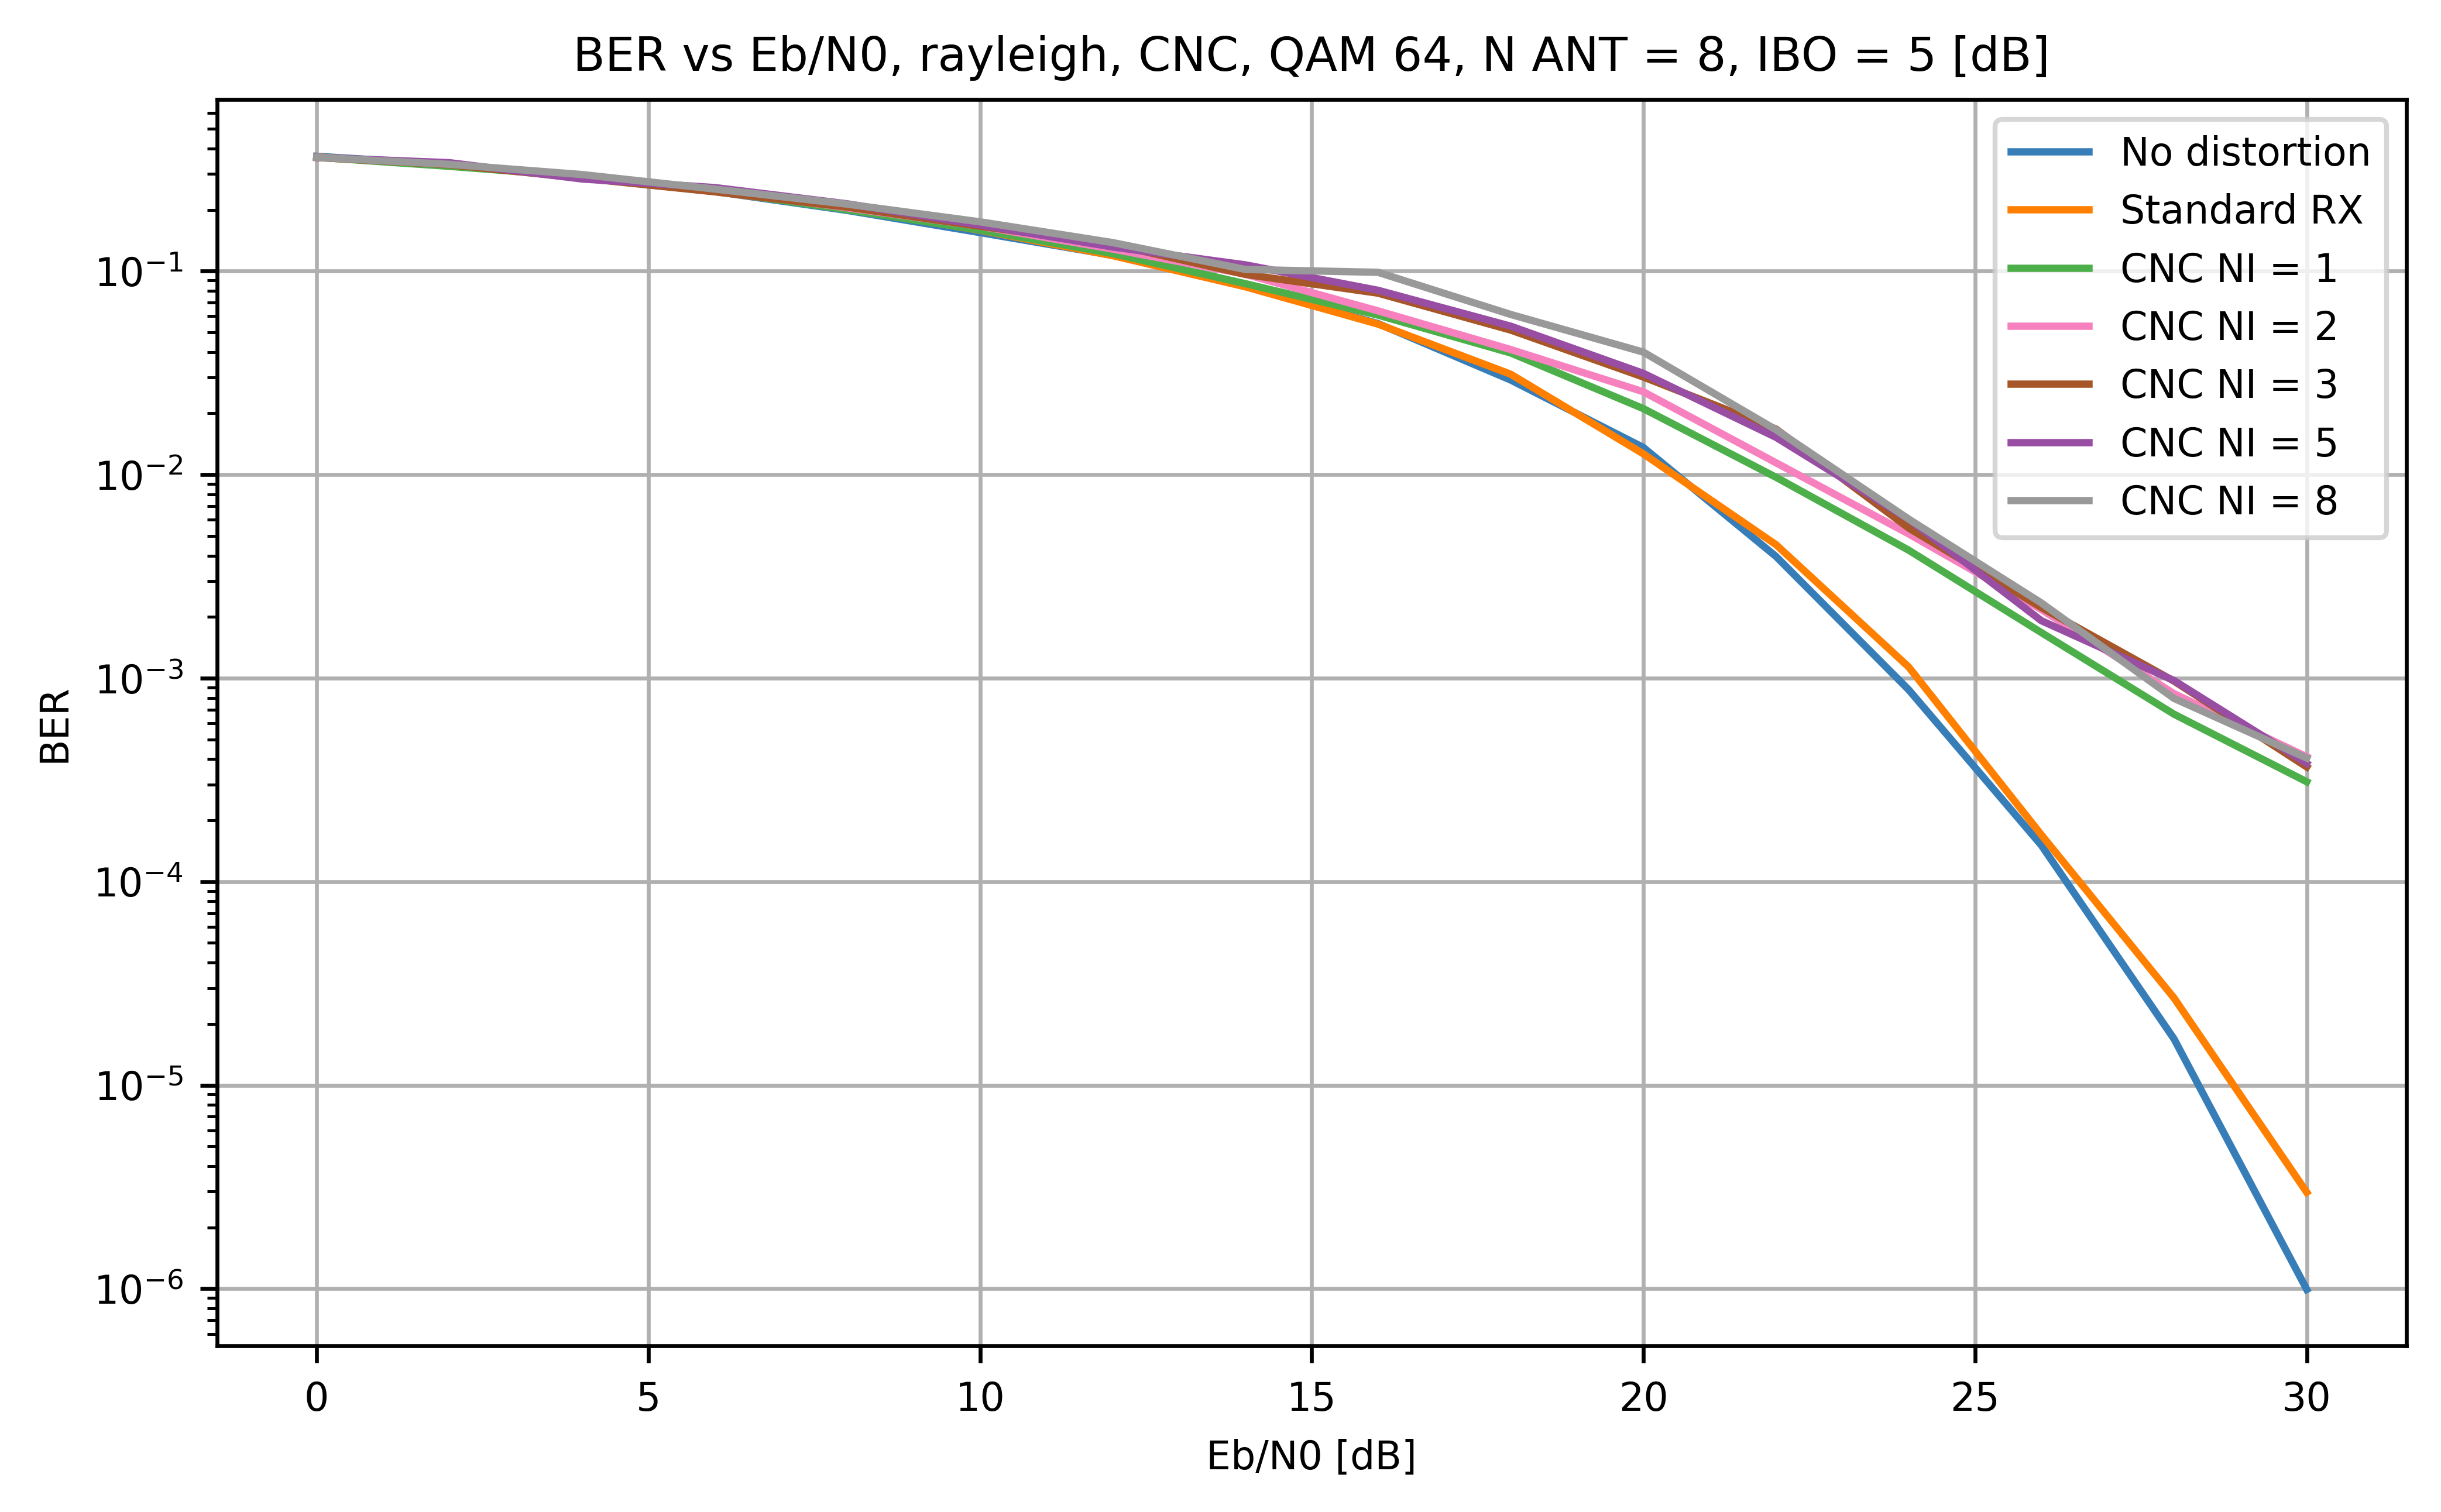 BER vs Eb/N0, rayleigh, CNC, QAM 64, N ANT = 8, IBO = 5 [dB]
No distortion
Standard RX
CNC NI = 1
CNC NI = 2
CNC NI = 3
CNC NI = 5
CNC NI = 8
10⁻¹
10⁻²
10⁻³
10⁻⁴
10⁻⁵
10⁻⁶
BER
0 5 10 15 20 25 30
Eb/N0 [dB]